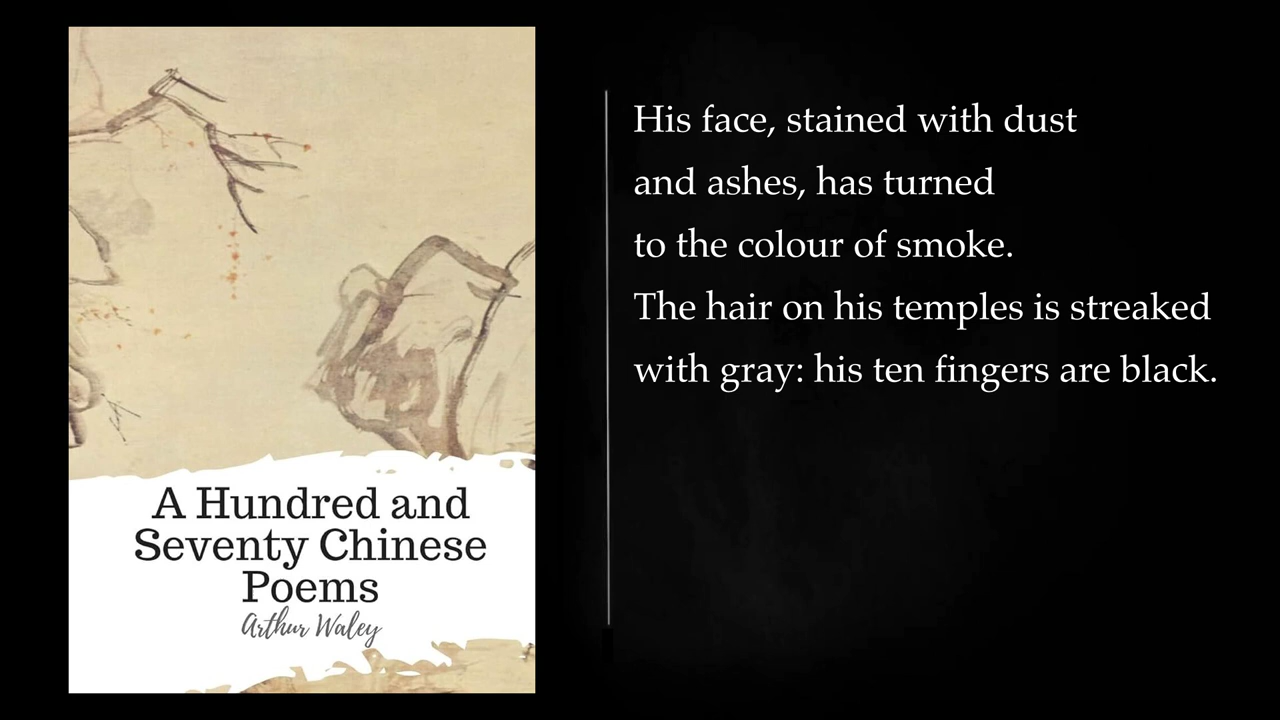 A Hundred and
Seventy Chinese
Poems
Arthur Waley
His face, stained with dust
and ashes, has turned
to the colour of smoke.
The hair on his temples is streaked
with gray: his ten fingers are black.